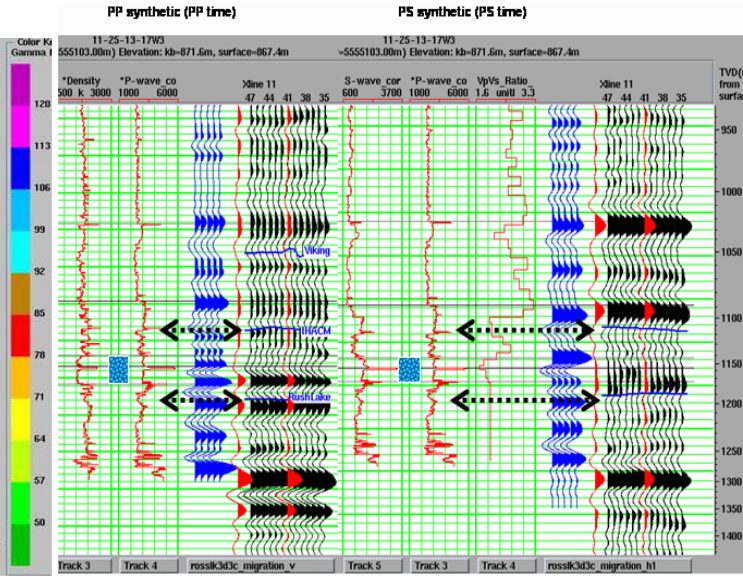 PP synthetic (PP time)
PS synthetic (PS time)
11-25-13-17W3
11-25-13-17W3
5555103.00m) Elevation: kb=871.6m, surface=867.4m
=5555103.00m) Elevation: kb=871.6m, surface=867.4m
Color
Gamma
*Density
500 k 3000
*P-wave_co
1000 6000
Xline 11
47 44 41 38 35
S-wave_cor
600 3700
*P-wave_co
1000 6000
VpVs_Ratio
1.6 unitl 3.3
Xline 11
47 44 41 38 35
TVD(
from
surfa
120
113
106
99
92
85
78
71
64
57
50
Viking
IHACM
RushLake
950
1000
1050
1100
1150
1200
1250
1300
1350
1400
Track 3
Track 4
rosslk3d3c_migration_v
Track 5
Track 3
Track 4
rosslk3d3c_migration_h1